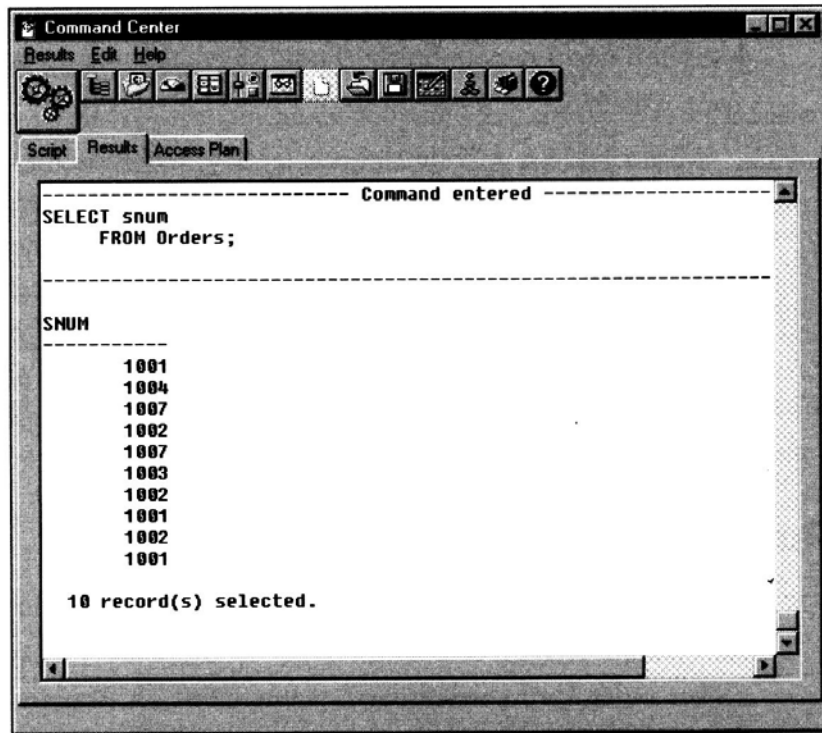 Command Center
Results Edit Help
Script Results Access Plan
---------------------------- Command entered ---------------------
SELECT snum
FROM Orders;
------------------------------------------------------------------
SNUM
-----------
1001
1004
1007
1002
1007
1003
1002
1001
1002
1001
10 record(s) selected.